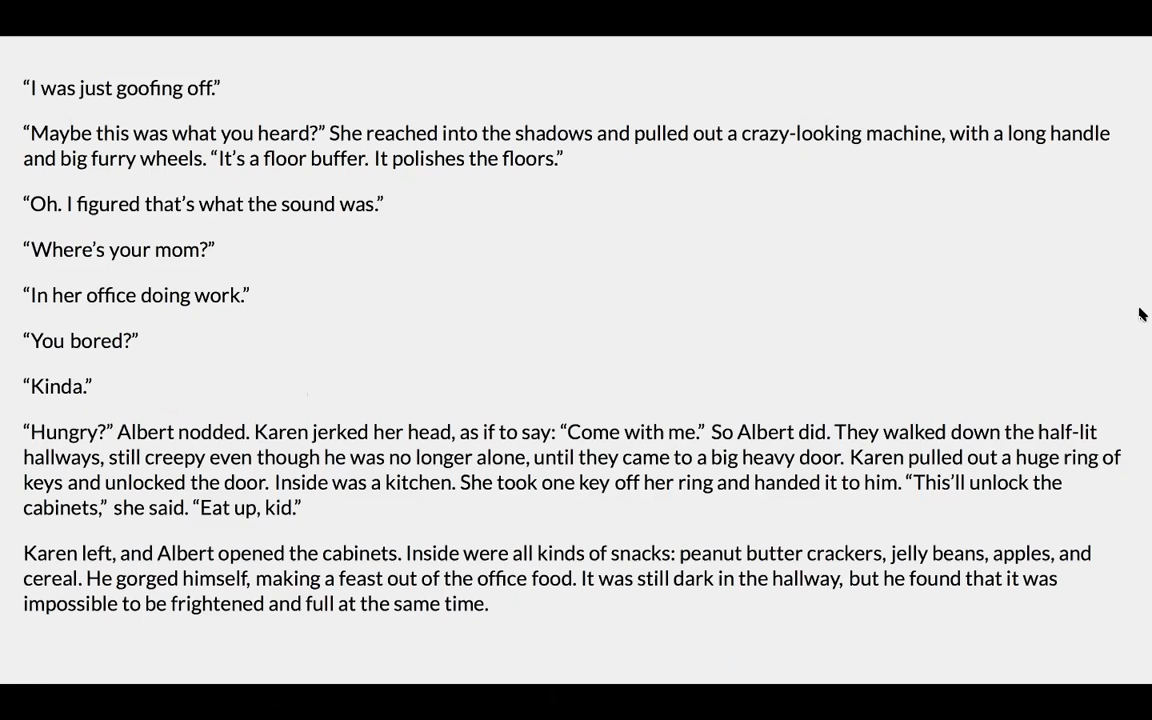 “I was just goofing off.”
“Maybe this was what you heard?” She reached into the shadows and pulled out a crazy-looking machine, with a long handle
and big furry wheels. “It’s a floor buffer. It polishes the floors.”
“Oh. I figured that’s what the sound was.”
“Where’s your mom?”
“In her office doing work.”
“You bored?”
“Kinda.”
“Hungry?” Albert nodded. Karen jerked her head, as if to say: “Come with me.” So Albert did. They walked down the half-lit
hallways, still creepy even though he was no longer alone, until they came to a big heavy door. Karen pulled out a huge ring of
keys and unlocked the door. Inside was a kitchen. She took one key off her ring and handed it to him. “This’ll unlock the
cabinets,” she said. “Eat up, kid.”
Karen left, and Albert opened the cabinets. Inside were all kinds of snacks: peanut butter crackers, jelly beans, apples, and
cereal. He gorged himself, making a feast out of the office food. It was still dark in the hallway, but he found that it was
impossible to be frightened and full at the same time.